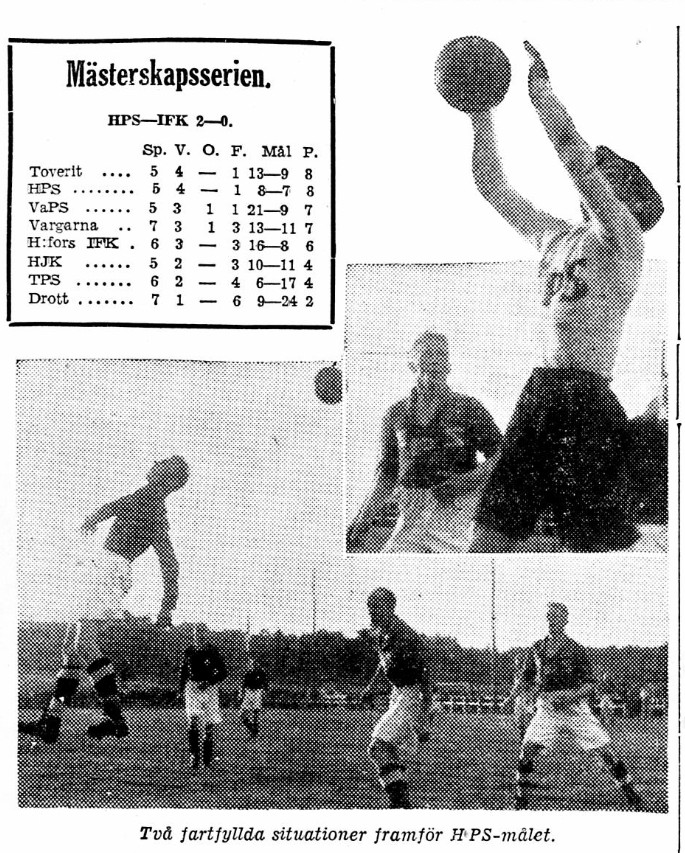 Mästerskapsserien.
HPS—IFK 2—0.
Sp. V. O. F. Mål P.
Toverit .... 5 4 — 1 13—9 8
HPS ........ 5 4 — 1 8—7 8
VaPS ...... 5 3 1 1 21—9 7
Vargarna .. 7 3 1 3 13—11 7
H:fors IFK . 6 3 — 3 16—8 6
HJK ...... 5 2 — 3 10—11 4
TPS ....... 6 2 — 4 6—17 4
Drott ....... 7 1 — 6 9—24 2
PS
Två fartfyllda situationer framför HPS-målet.